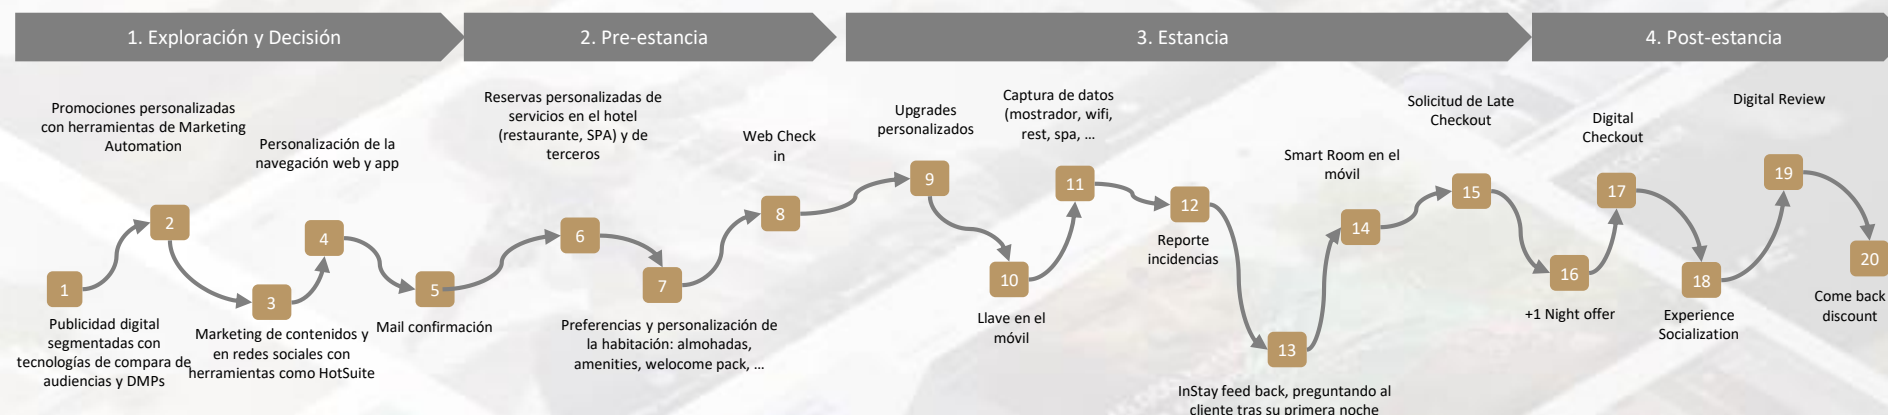 1. Exploración y Decisión
2. Pre-estancia
3. Estancia
4. Post-estancia
1
Publicidad digital
segmentadas con
tecnologías de compara de
audiencias y DMPs
Promociones personalizadas
con herramientas de Marketing
Automation
2
3
Marketing de contenidos y
en redes sociales con
herramientas como HotSuite
Personalización de la
navegación web y app
4
5
Mail confirmación
Reservas personalizadas de
servicios en el hotel
(restaurante, SPA) y de
terceros
6
7
Preferencias y personalización de
la habitación: almohadas,
amenities, welocome pack, ...
Web Check
in
8
Upgrades
personalizados
9
10
Llave en el
móvil
Captura de datos
(mostrador, wifi,
rest, spa, ...
11
12
Reporte
incidencias
13
InStay feed back, preguntando al
cliente tras su primera noche
Smart Room en el
móvil
14
Solicitud de Late
Checkout
15
16
+1 Night offer
Digital
Checkout
17
18
Experience
Socialization
Digital Review
19
20
Come back
discount